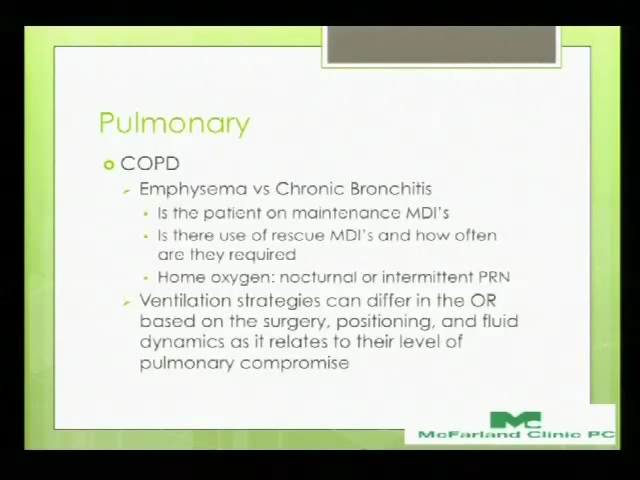 Pulmonary
COPD
Emphysema vs Chronic Bronchitis
Is the patient on maintenance MDI's
Is there use of rescue MDI's and how often
are they required
Home oxygen: nocturnal or intermittent PRN
Ventilation strategies can differ in the OR
based on the surgery, positioning, and fluid
dynamics as it relates to their level of
pulmonary compromise
MC
McFarland Clinic PC